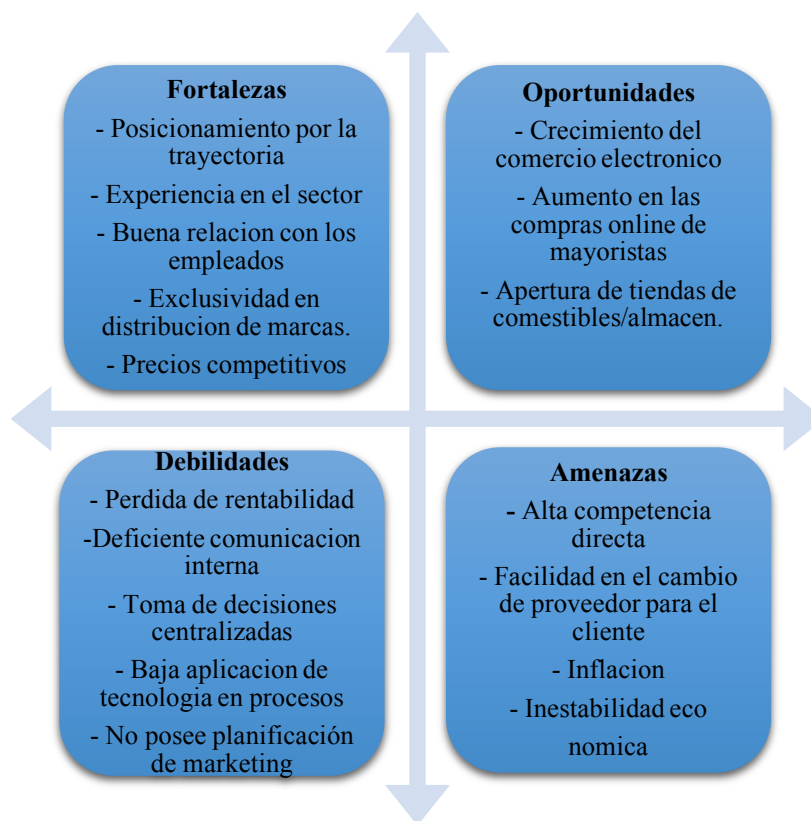 Fortalezas
- Posicionamiento por la
trayectoria
- Experiencia en el sector
- Buena relacion con los
empleados
- Exclusividad en
distribucion de marcas.
- Precios competitivos
Oportunidades
- Crecimiento del
comercio electronico
- Aumento en las
compras online de
mayoristas
- Apertura de tiendas de
comestibles/almacen.
Debilidades
- Perdida de rentabilidad
-Deficiente comunicacion
interna
- Toma de decisiones
centralizadas
- Baja aplicacion de
tecnologia en procesos
- No posee planificación
de marketing
Amenazas
- Alta competencia
directa
- Facilidad en el cambio
de proveedor para el
cliente
- Inflacion
- Inestabilidad eco
nomica